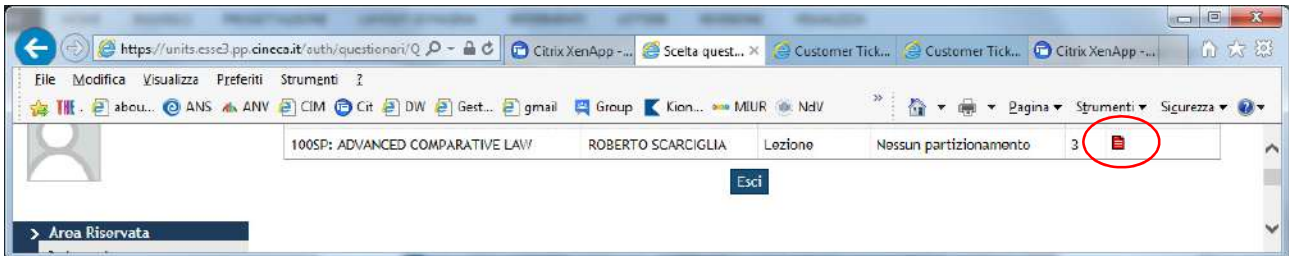 https://units.esse3.pp.cineca.it/auth/questionari/Q
Citrix XenApp -...
Scelta quest...
Customer Tick...
Customer Tick...
Citrix XenApp -...
File Modifica Visualizza Preferiti Strumenti ?
abou... ANS ANV CIM Cit DW Gest... gmail Group Kion... MIUR NdV » Pagina Strumenti Sicurezza
100SP: ADVANCED COMPARATIVE LAW ROBERTO SCARCIGLIA Lezione Nessun partizionamento 3
Esci
Area Riservata